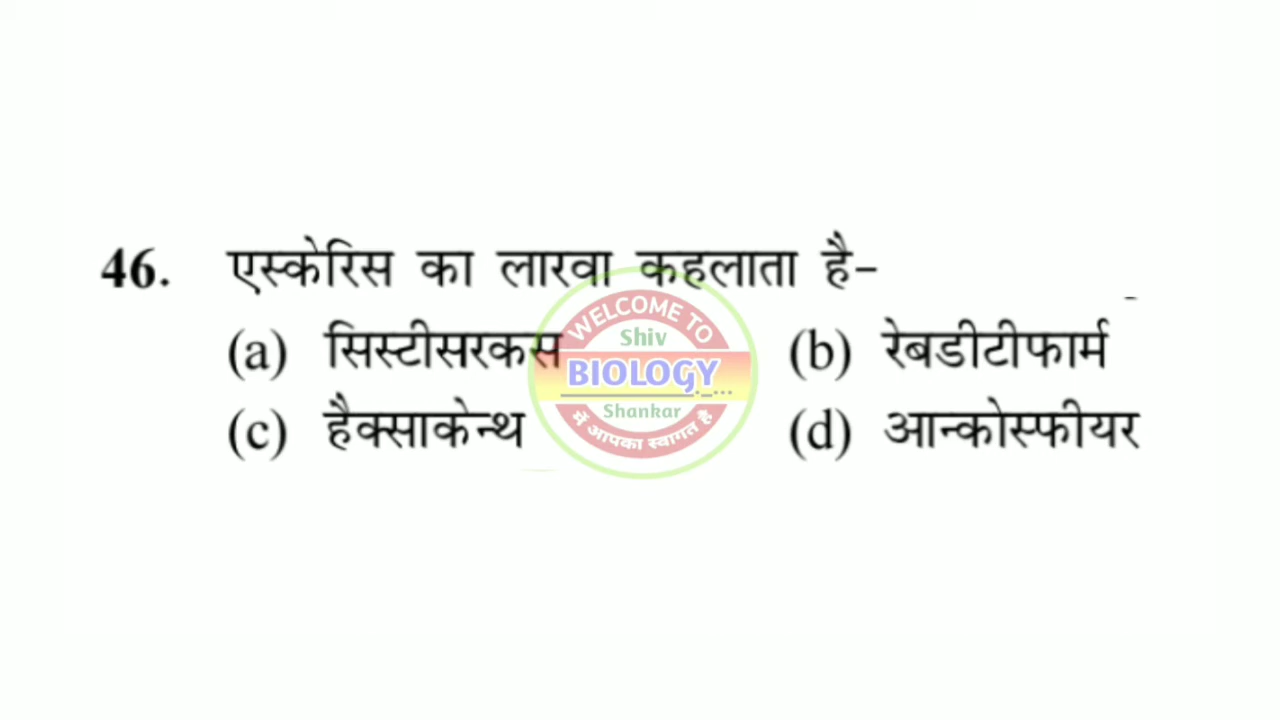 46. एस्केरिस का लारवा कहलाता है-
(a) सिस्टीसरकस (b) रेबडीटीफार्म
(c) हैक्साकेन्थ (d) आन्कोस्फीयर
WELCOME TO
Shiv
BIOLOGY
Shankar
में आपका स्वागत है